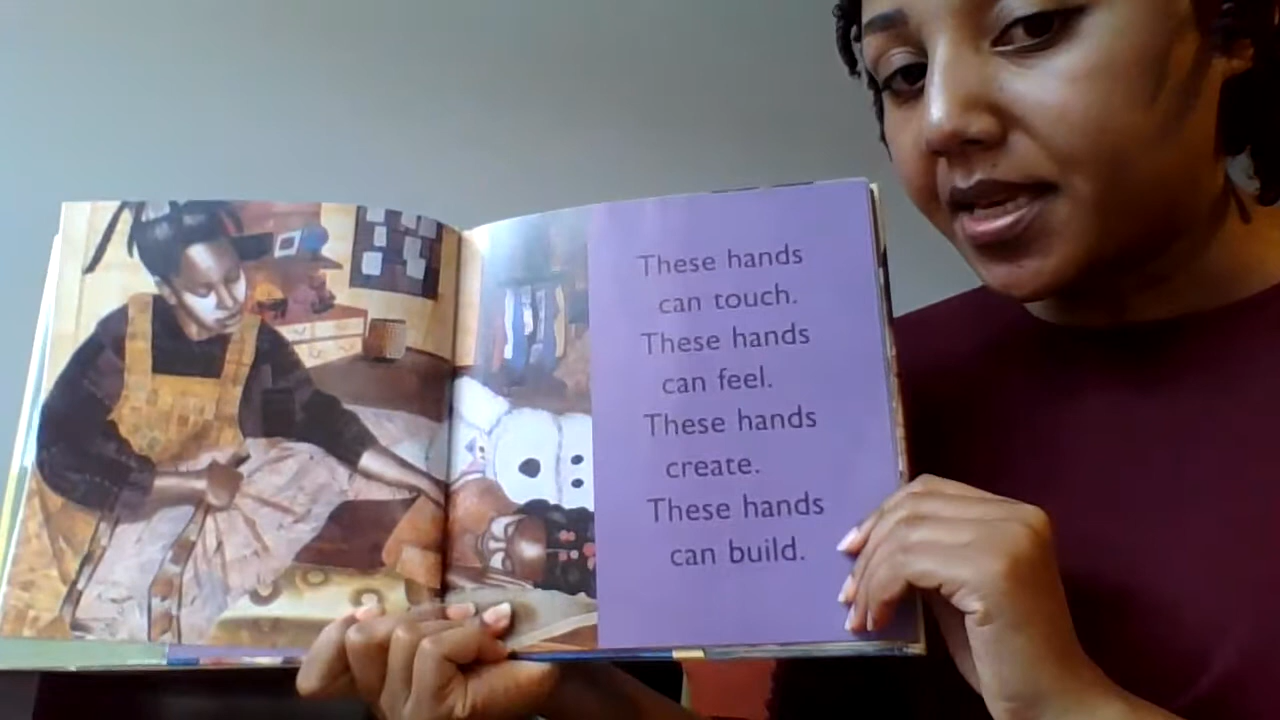 These hands
can touch.
These hands
can feel.
These hands
create.
These hands
can build.